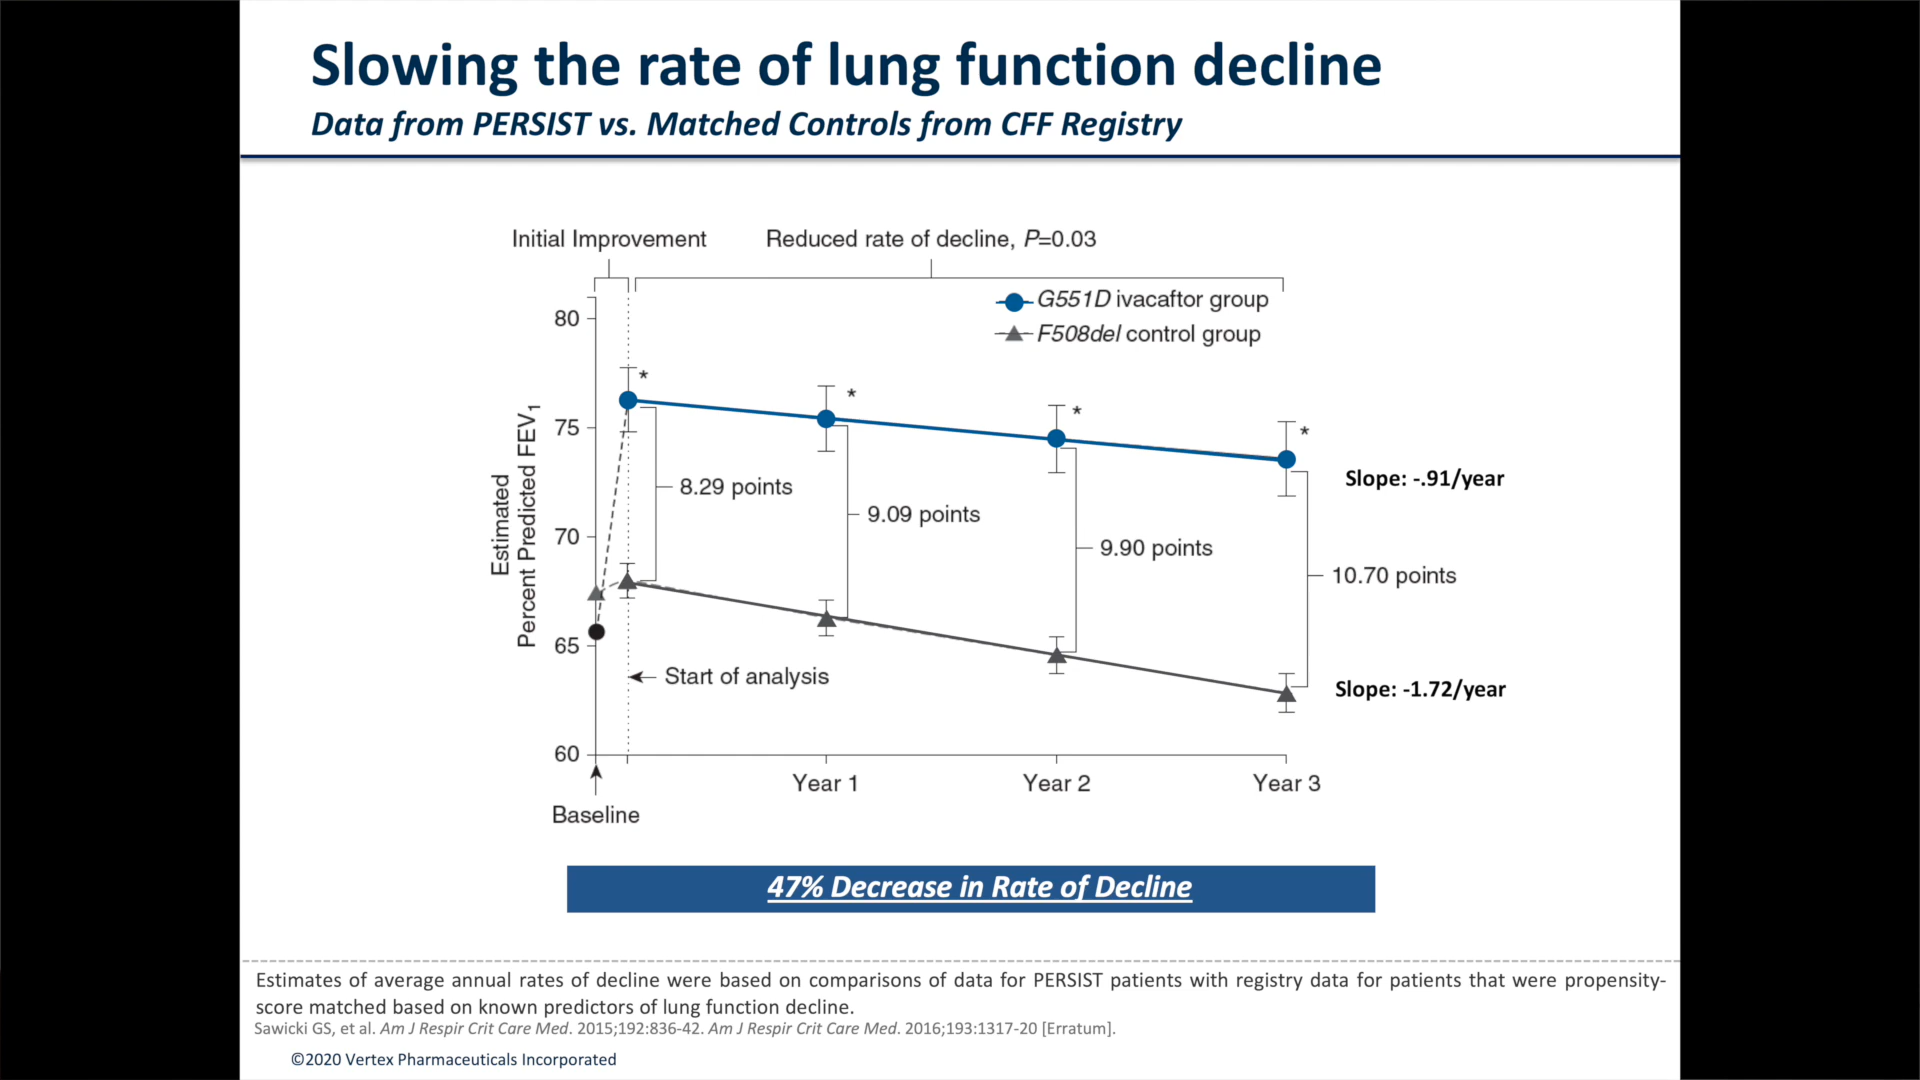 Slowing the rate of lung function decline
Data from PERSIST vs. Matched Controls from CFF Registry
Initial Improvement
Reduced rate of decline, P=0.03
G551D ivacaftor group
F508del control group
80
75
70
65
60
Estimated
Percent Predicted FEV1
*
*
*
*
8.29 points
9.09 points
9.90 points
10.70 points
Slope: -.91/year
Slope: -1.72/year
Start of analysis
Year 1
Year 2
Year 3
Baseline
47% Decrease in Rate of Decline
Estimates of average annual rates of decline were based on comparisons of data for PERSIST patients with registry data for patients that were propensity-
score matched based on known predictors of lung function decline.
Sawicki GS, et al. Am J Respir Crit Care Med. 2015;192:836-42. Am J Respir Crit Care Med. 2016;193:1317-20 [Erratum].
©2020 Vertex Pharmaceuticals Incorporated